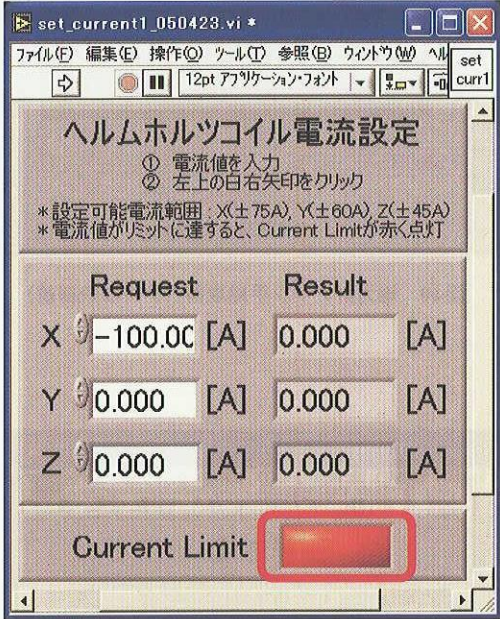 set_current1_050423.vi *
ファイル(F) 編集(E) 操作(O) ツール(T) 参照(B) ウィンドウ(W) ヘル
set
curr1
12pt アプリケーション・フォント
ヘルムホルツコイル電流設定
① 電流値を入力
② 左上の白右矢印をクリック
*設定可能電流範囲:X(±75A), Y(±60A), Z(±45A)
*電流値がリミットに達すると、Current Limitが赤く点灯
Request Result
X -100.00 [A] 0.000 [A]
Y 0.000 [A] 0.000 [A]
Z 0.000 [A] 0.000 [A]
Current Limit